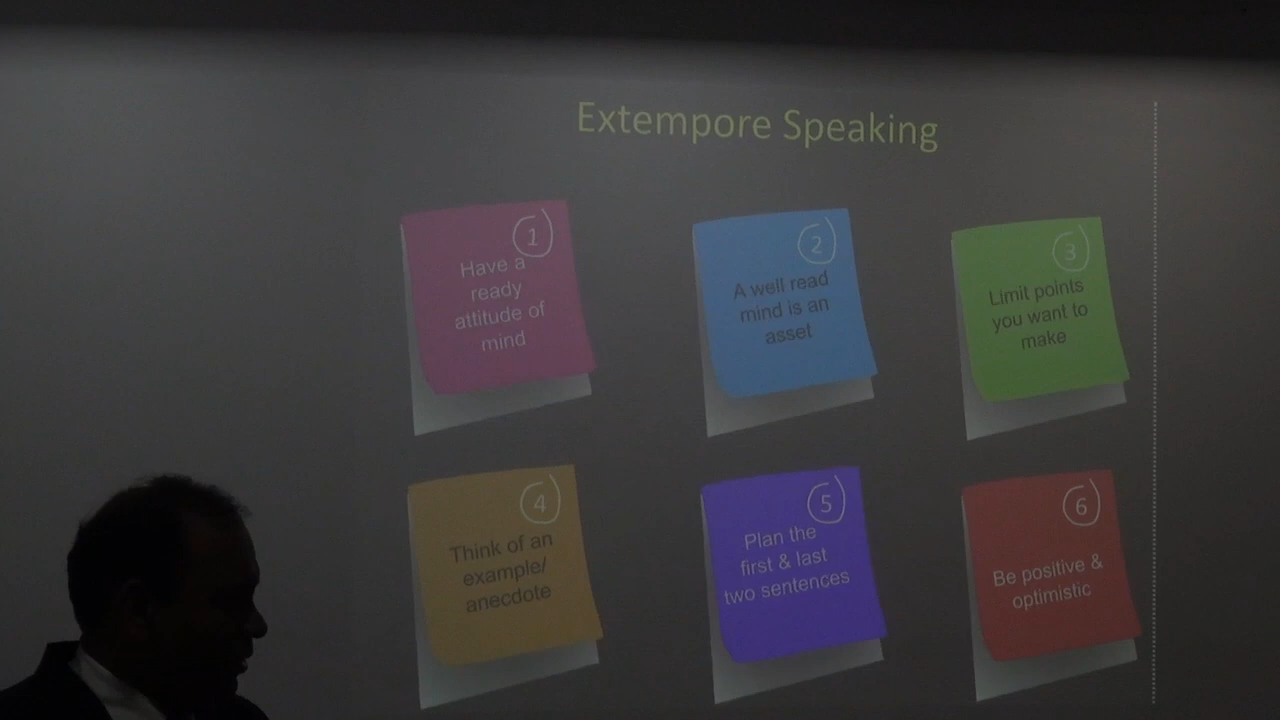 Extempore Speaking
1
Have a
ready
attitude of
mind
2
A well read
mind is an
asset
3
Limit points
you want to
make
4
Think of an
example/
anecdote
5
Plan the
first & last
two sentences
6
Be positive &
optimistic